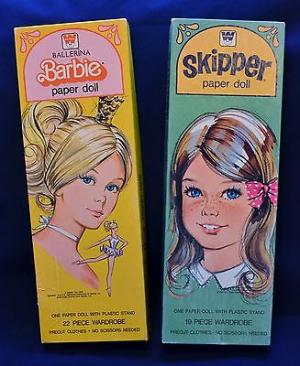 W
BALLERINA
Barbie
paper doll
ONE PAPER DOLL WITH PLASTIC STAND
22 PIECE WARDROBE
PRECUT CLOTHES • NO SCISSORS NEEDED
W
Skipper
paper doll
ONE PAPER DOLL WITH PLASTIC STAND
19 PIECE WARDROBE
PRECUT CLOTHES • NO SCISSORS NEEDED